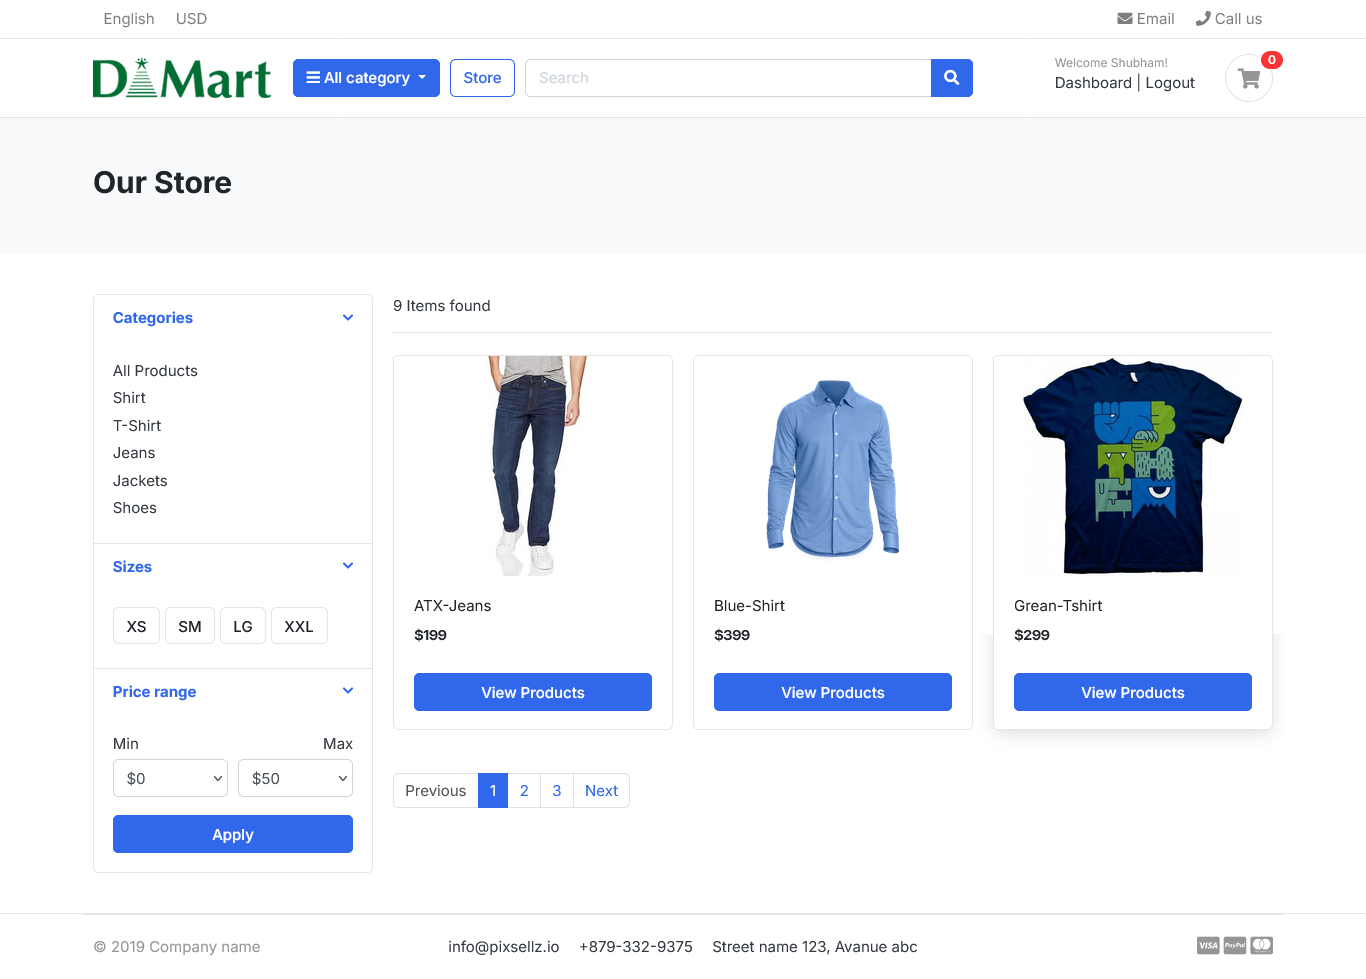 English USD Email Call us
D Mart All category Store Search Welcome Shubham! 0
Dashboard | Logout
Our Store
Categories
All Products
Shirt
T-Shirt
Jeans
Jackets
Shoes
Sizes
XS SM LG XXL
Price range
Min Max
$0 $50
Apply
9 Items found
ATX-Jeans
$199
View Products
Blue-Shirt
$399
View Products
Grean-Tshirt
$299
View Products
Previous 1 2 3 Next
© 2019 Company name info@pixsellz.io +879-332-9375 Street name 123, Avanue abc VISA PayPal